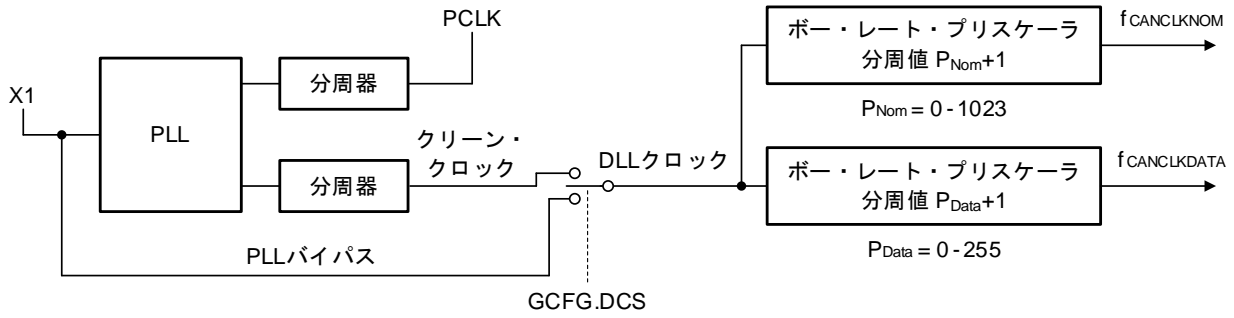 PCLK
X1
PLL
分周器
分周器
クリーン・
クロック
PLLバイパス
DLLクロック
GCFG.DCS
ボー・レート・プリスケーラ
分周値 PNom+1
PNom = 0 - 1023
fCANCLKNOM
ボー・レート・プリスケーラ
分周値 PData+1
PData = 0 - 255
fCANCLKDATA